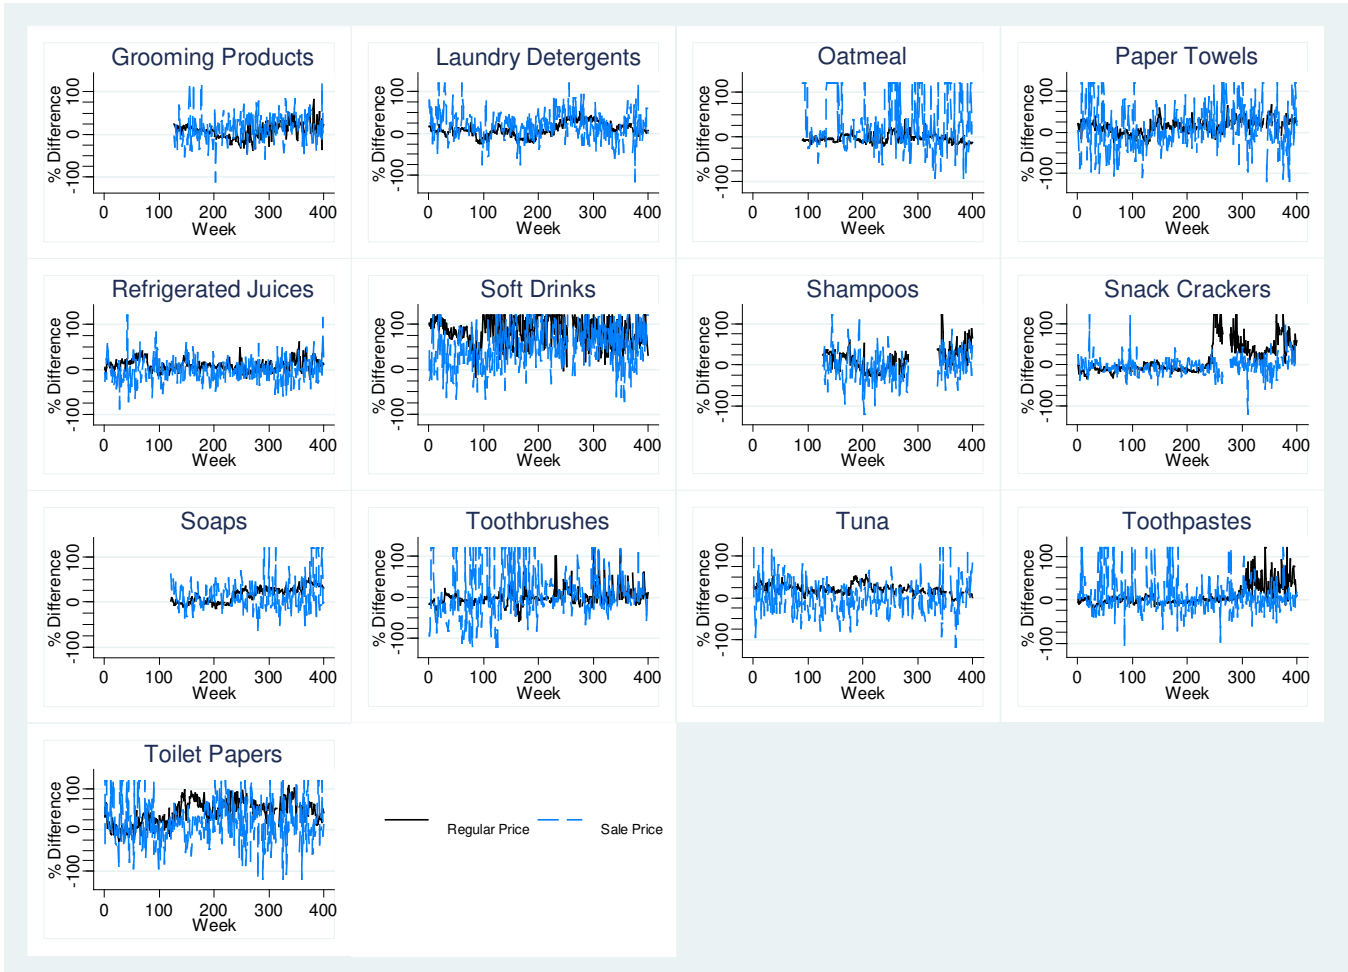 Grooming Products
% Difference
-100 0 100
0 100 200 300 400
Week
Laundry Detergents
% Difference
-100 0 100
0 100 200 300 400
Week
Oatmeal
% Difference
-100 0 100
0 100 200 300 400
Week
Paper Towels
% Difference
-100 0 100
0 100 200 300 400
Week
Refrigerated Juices
% Difference
-100 0 100
0 100 200 300 400
Week
Soft Drinks
% Difference
-100 0 100
0 100 200 300 400
Week
Shampoos
% Difference
-100 0 100
0 100 200 300 400
Week
Snack Crackers
% Difference
-100 0 100
0 100 200 300 400
Week
Soaps
% Difference
-100 0 100
0 100 200 300 400
Week
Toothbrushes
% Difference
-100 0 100
0 100 200 300 400
Week
Tuna
% Difference
-100 0 100
0 100 200 300 400
Week
Toothpastes
% Difference
-100 0 100
0 100 200 300 400
Week
Toilet Papers
% Difference
-100 0 100
0 100 200 300 400
Week
Regular Price Sale Price